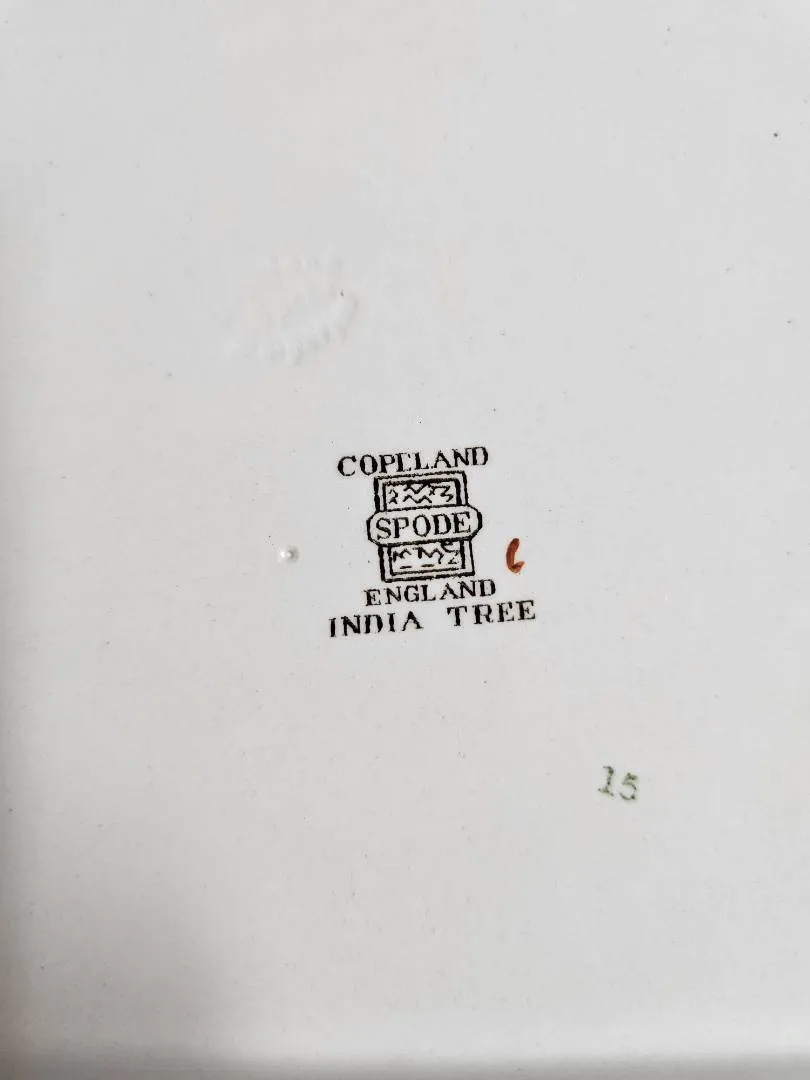 COPELAND
SPODE
ENGLAND
INDIA TREE
15